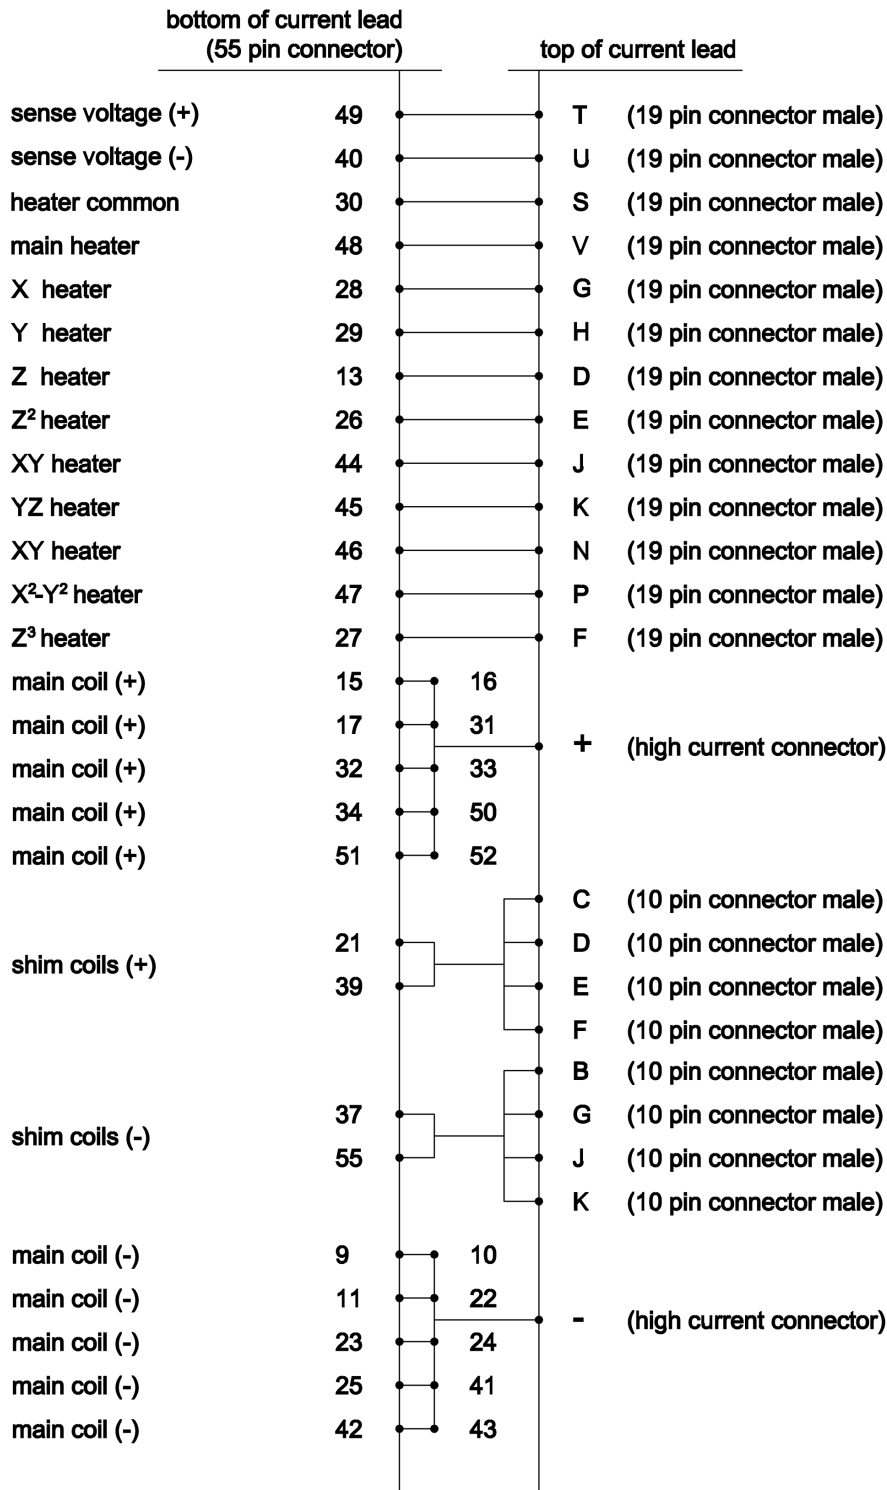 bottom of current lead
(55 pin connector)
top of current lead
sense voltage (+) 49 T (19 pin connector male)
sense voltage (-) 40 U (19 pin connector male)
heater common 30 S (19 pin connector male)
main heater 48 V (19 pin connector male)
X heater 28 G (19 pin connector male)
Y heater 29 H (19 pin connector male)
Z heater 13 D (19 pin connector male)
Z² heater 26 E (19 pin connector male)
XY heater 44 J (19 pin connector male)
YZ heater 45 K (19 pin connector male)
XY heater 46 N (19 pin connector male)
X²-Y² heater 47 P (19 pin connector male)
Z³ heater 27 F (19 pin connector male)
main coil (+) 15 16
main coil (+) 17 31
+ (high current connector)
main coil (+) 32 33
main coil (+) 34 50
main coil (+) 51 52
C (10 pin connector male)
21 D (10 pin connector male)
shim coils (+)
39 E (10 pin connector male)
F (10 pin connector male)
B (10 pin connector male)
37 G (10 pin connector male)
shim coils (-)
55 J (10 pin connector male)
K (10 pin connector male)
main coil (-) 9 10
main coil (-) 11 22
- (high current connector)
main coil (-) 23 24
main coil (-) 25 41
main coil (-) 42 43